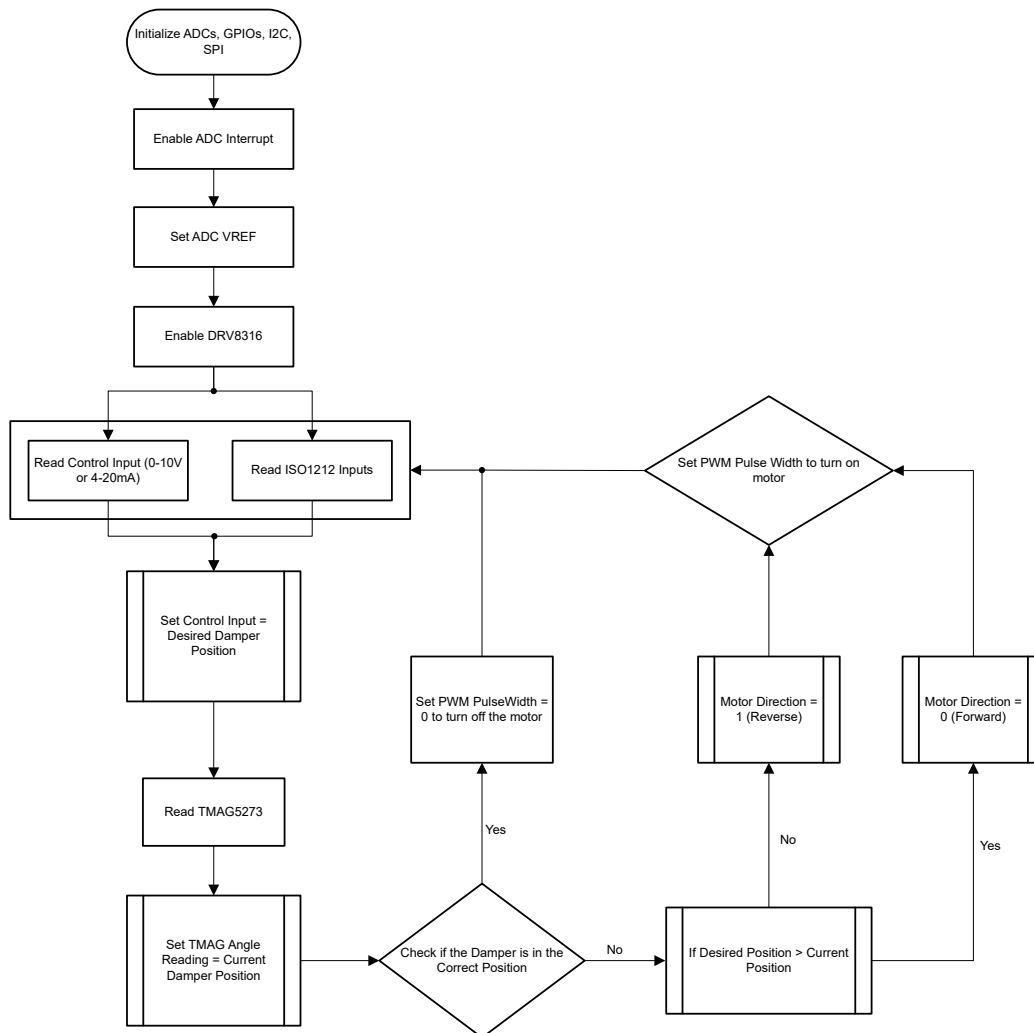 Initialize ADCs, GPIOs, I2C,
SPI
Enable ADC Interrupt
Set ADC VREF
Enable DRV8316
Read Control Input (0-10V
or 4-20mA)
Read ISO1212 Inputs
Set PWM Pulse Width to turn on
motor
Set Control Input =
Desired Damper
Position
Set PWM PulseWidth =
0 to turn off the motor
Motor Direction =
1 (Reverse)
Motor Direction =
0 (Forward)
Read TMAG5273
Yes
No
Yes
Set TMAG Angle
Reading = Current
Damper Position
Check if the Damper is in the
Correct Position
No
If Desired Position > Current
Position